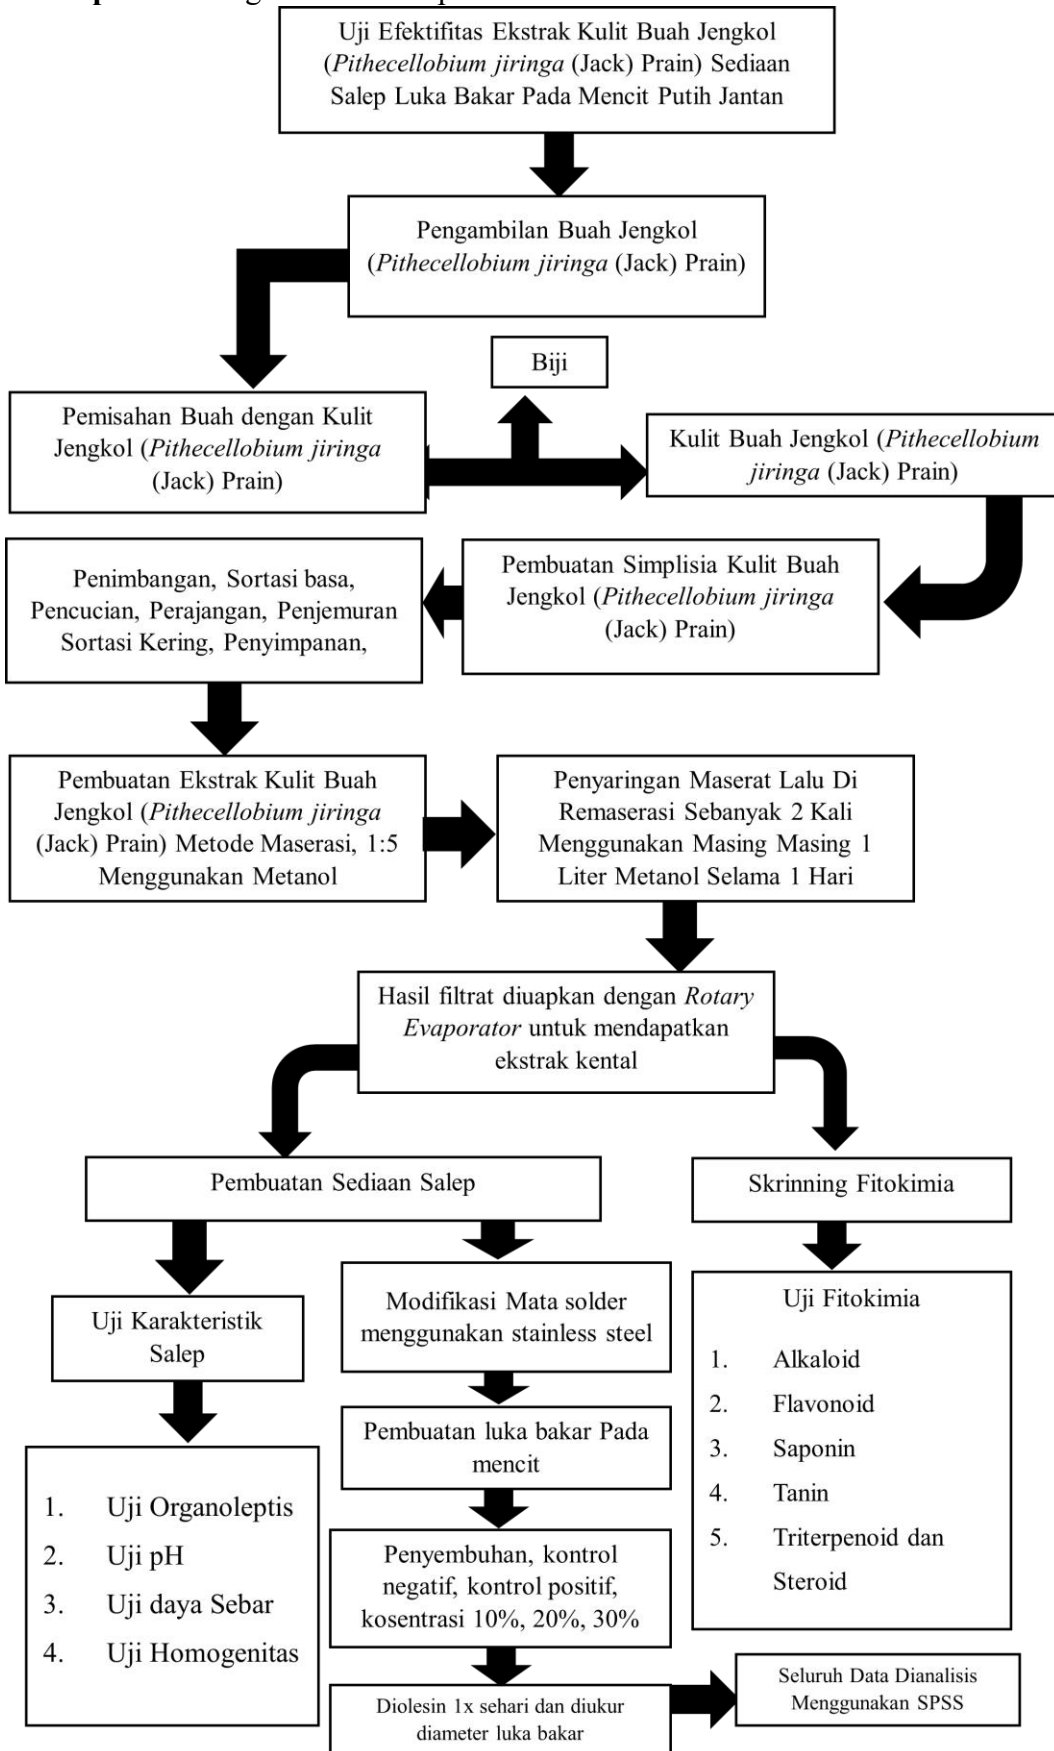 Uji Efektifitas Ekstrak Kulit Buah Jengkol
(Pithecellobium jiringa (Jack) Prain) Sediaan
Salep Luka Bakar Pada Mencit Putih Jantan
Pengambilan Buah Jengkol
(Pithecellobium jiringa (Jack) Prain)
Biji
Pemisahan Buah dengan Kulit
Jengkol (Pithecellobium jiringa
(Jack) Prain)
Kulit Buah Jengkol (Pithecellobium
jiringa (Jack) Prain)
Pembuatan Simplisia Kulit Buah
Jengkol (Pithecellobium jiringa
(Jack) Prain)
Penimbangan, Sortasi basa,
Pencucian, Perajangan, Penjemuran
Sortasi Kering, Penyimpanan,
Pembuatan Ekstrak Kulit Buah
Jengkol (Pithecellobium jiringa
(Jack) Prain) Metode Maserasi, 1:5
Menggunakan Metanol
Penyaringan Maserat Lalu Di
Remaserasi Sebanyak 2 Kali
Menggunakan Masing Masing 1
Liter Metanol Selama 1 Hari
Hasil filtrat diuapkan dengan Rotary
Evaporator untuk mendapatkan
ekstrak kental
Pembuatan Sediaan Salep
Skrinning Fitokimia
Uji Karakteristik
Salep
1. Uji Organoleptis
2. Uji pH
3. Uji daya Sebar
4. Uji Homogenitas
Modifikasi Mata solder
menggunakan stainless steel
Pembuatan luka bakar Pada
mencit
Penyembuhan, kontrol
negatif, kontrol positif,
kosentrasi 10%, 20%, 30%
Diolesin 1x sehari dan diukur
diameter luka bakar
Uji Fitokimia
1. Alkaloid
2. Flavonoid
3. Saponin
4. Tanin
5. Triterpenoid dan
Steroid
Seluruh Data Dianalisis
Menggunakan SPSS